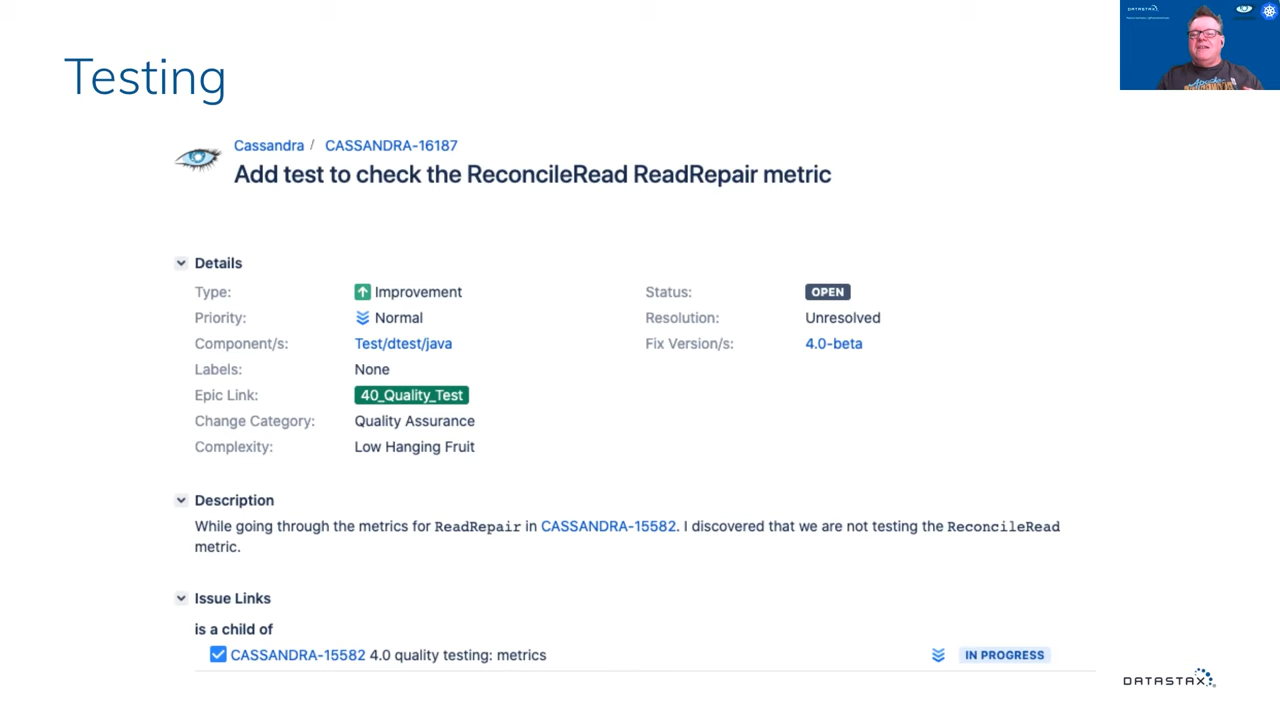 Testing
Cassandra / CASSANDRA-16187
Add test to check the ReconcileRead ReadRepair metric
Details
Type: Improvement Status: OPEN
Priority: Normal Resolution: Unresolved
Component/s: Test/dtest/java Fix Version/s: 4.0-beta
Labels: None
Epic Link: 40_Quality_Test
Change Category: Quality Assurance
Complexity: Low Hanging Fruit
Description
While going through the metrics for ReadRepair in CASSANDRA-15582. I discovered that we are not testing the ReconcileRead
metric.
Issue Links
is a child of
CASSANDRA-15582 4.0 quality testing: metrics IN PROGRESS
DATASTAX
DATASTAX
Apache